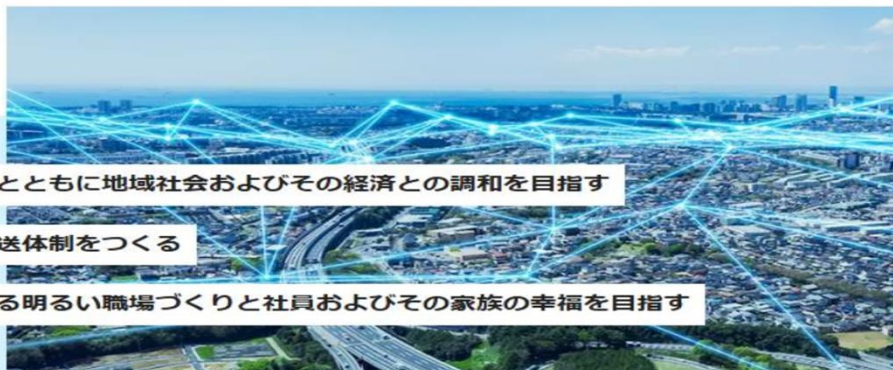 とともに地域社会およびその経済との調和を目指す
送体制をつくる
る明るい職場づくりと社員およびその家族の幸福を目指す